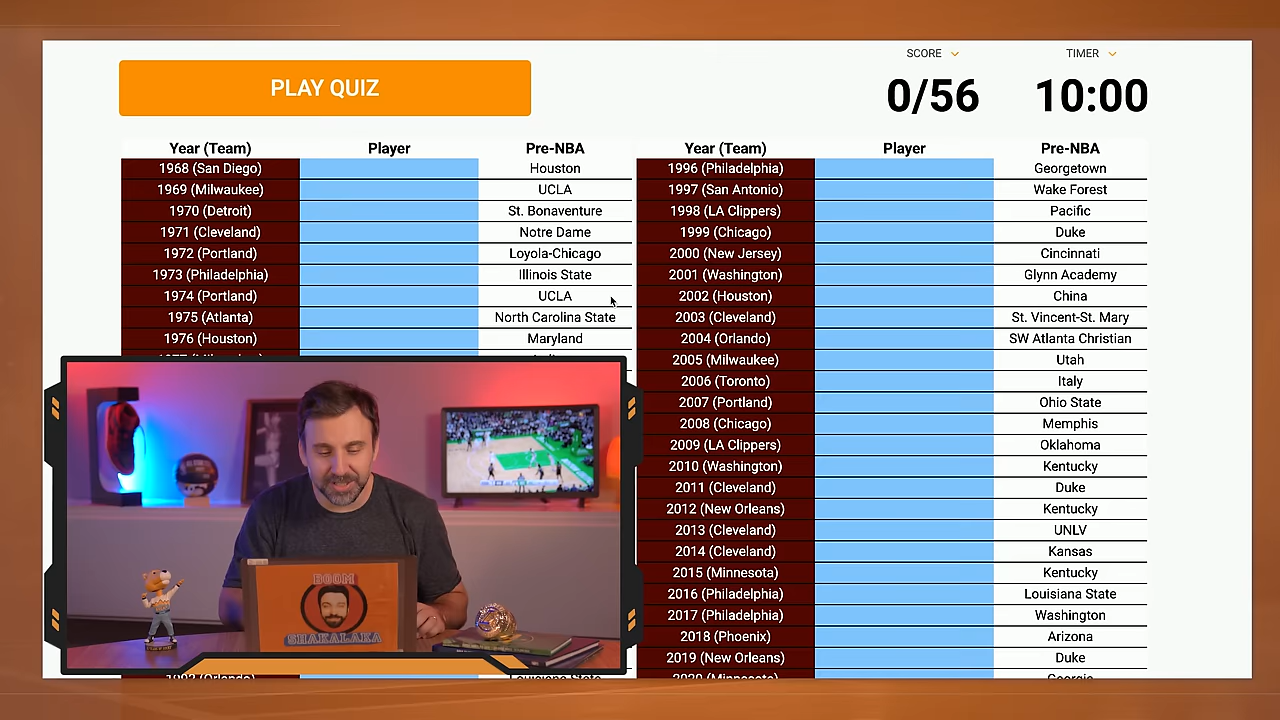 PLAY QUIZ
SCORE
TIMER
0/56
10:00
Year (Team) Player Pre-NBA
1968 (San Diego) Houston
1969 (Milwaukee) UCLA
1970 (Detroit) St. Bonaventure
1971 (Cleveland) Notre Dame
1972 (Portland) Loyola-Chicago
1973 (Philadelphia) Illinois State
1974 (Portland) UCLA
1975 (Atlanta) North Carolina State
1976 (Houston) Maryland
Year (Team) Player Pre-NBA
1996 (Philadelphia) Georgetown
1997 (San Antonio) Wake Forest
1998 (LA Clippers) Pacific
1999 (Chicago) Duke
2000 (New Jersey) Cincinnati
2001 (Washington) Glynn Academy
2002 (Houston) China
2003 (Cleveland) St. Vincent-St. Mary
2004 (Orlando) SW Atlanta Christian
2005 (Milwaukee) Utah
2006 (Toronto) Italy
2007 (Portland) Ohio State
2008 (Chicago) Memphis
2009 (LA Clippers) Oklahoma
2010 (Washington) Kentucky
2011 (Cleveland) Duke
2012 (New Orleans) Kentucky
2013 (Cleveland) UNLV
2014 (Cleveland) Kansas
2015 (Minnesota) Kentucky
2016 (Philadelphia) Louisiana State
2017 (Philadelphia) Washington
2018 (Phoenix) Arizona
2019 (New Orleans) Duke
2020 (Minnesota) Georgia
1992 (Orlando) Louisiana State
BOOM
SHAKALAKA